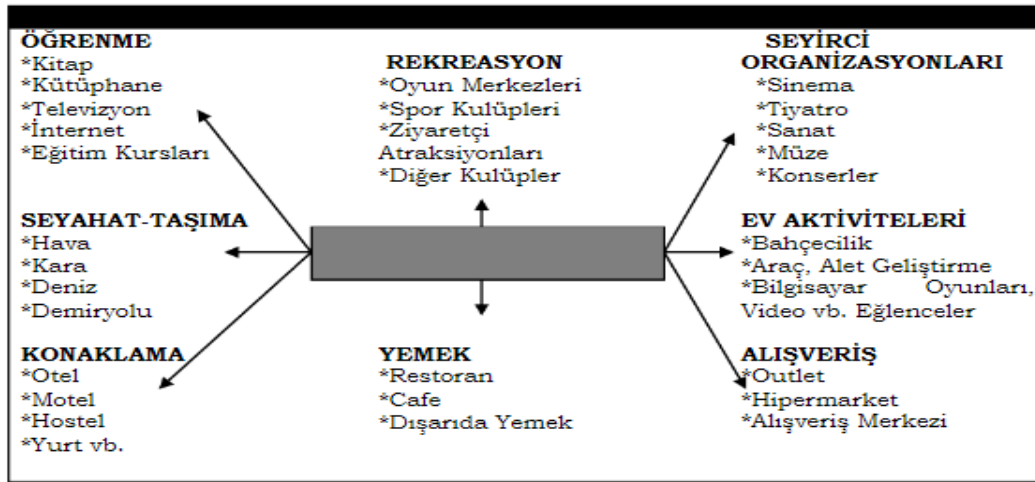 ÖĞRENME
*Kitap
*Kütüphane
*Televizyon
*İnternet
*Eğitim Kursları
REKREASYON
*Oyun Merkezleri
*Spor Kulüpleri
*Ziyaretçi
Atraksiyonları
*Diğer Kulüpler
SEYİRCİ
ORGANİZASYONLARI
*Sinema
*Tiyatro
*Sanat
*Müze
*Konserler
SEYAHAT-TAŞIMA
*Hava
*Kara
*Deniz
*Demiryolu
EV AKTİVİTELERİ
*Bahçecilik
*Araç, Alet Geliştirme
*Bilgisayar Oyunları,
Video vb. Eğlenceler
KONAKLAMA
*Otel
*Motel
*Hostel
*Yurt vb.
YEMEK
*Restoran
*Cafe
*Dışarıda Yemek
ALIŞVERİŞ
*Outlet
*Hipermarket
*Alışveriş Merkezi